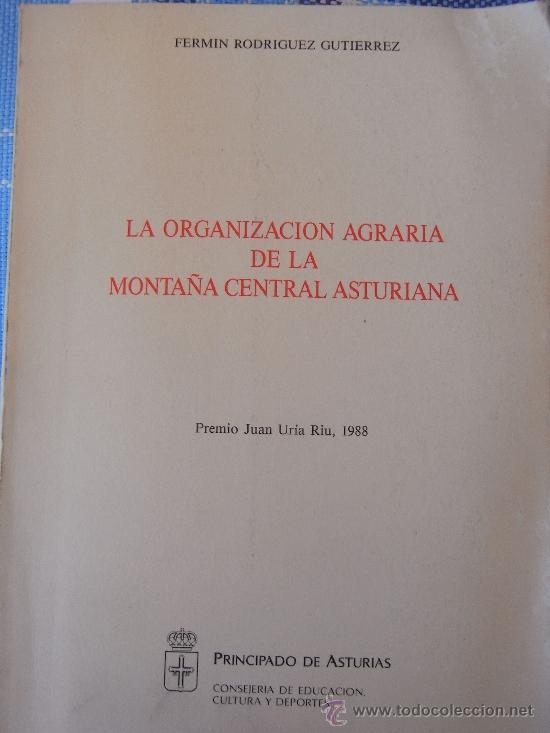 FERMIN RODRIGUEZ GUTIERREZ
LA ORGANIZACION AGRARIA
DE LA
MONTAÑA CENTRAL ASTURIANA
Premio Juan Uría Riu, 1988
PRINCIPADO DE ASTURIAS
CONSEJERIA DE EDUCACION,
CULTURA Y DEPORTES
todocoleccion
www.todocoleccion.net